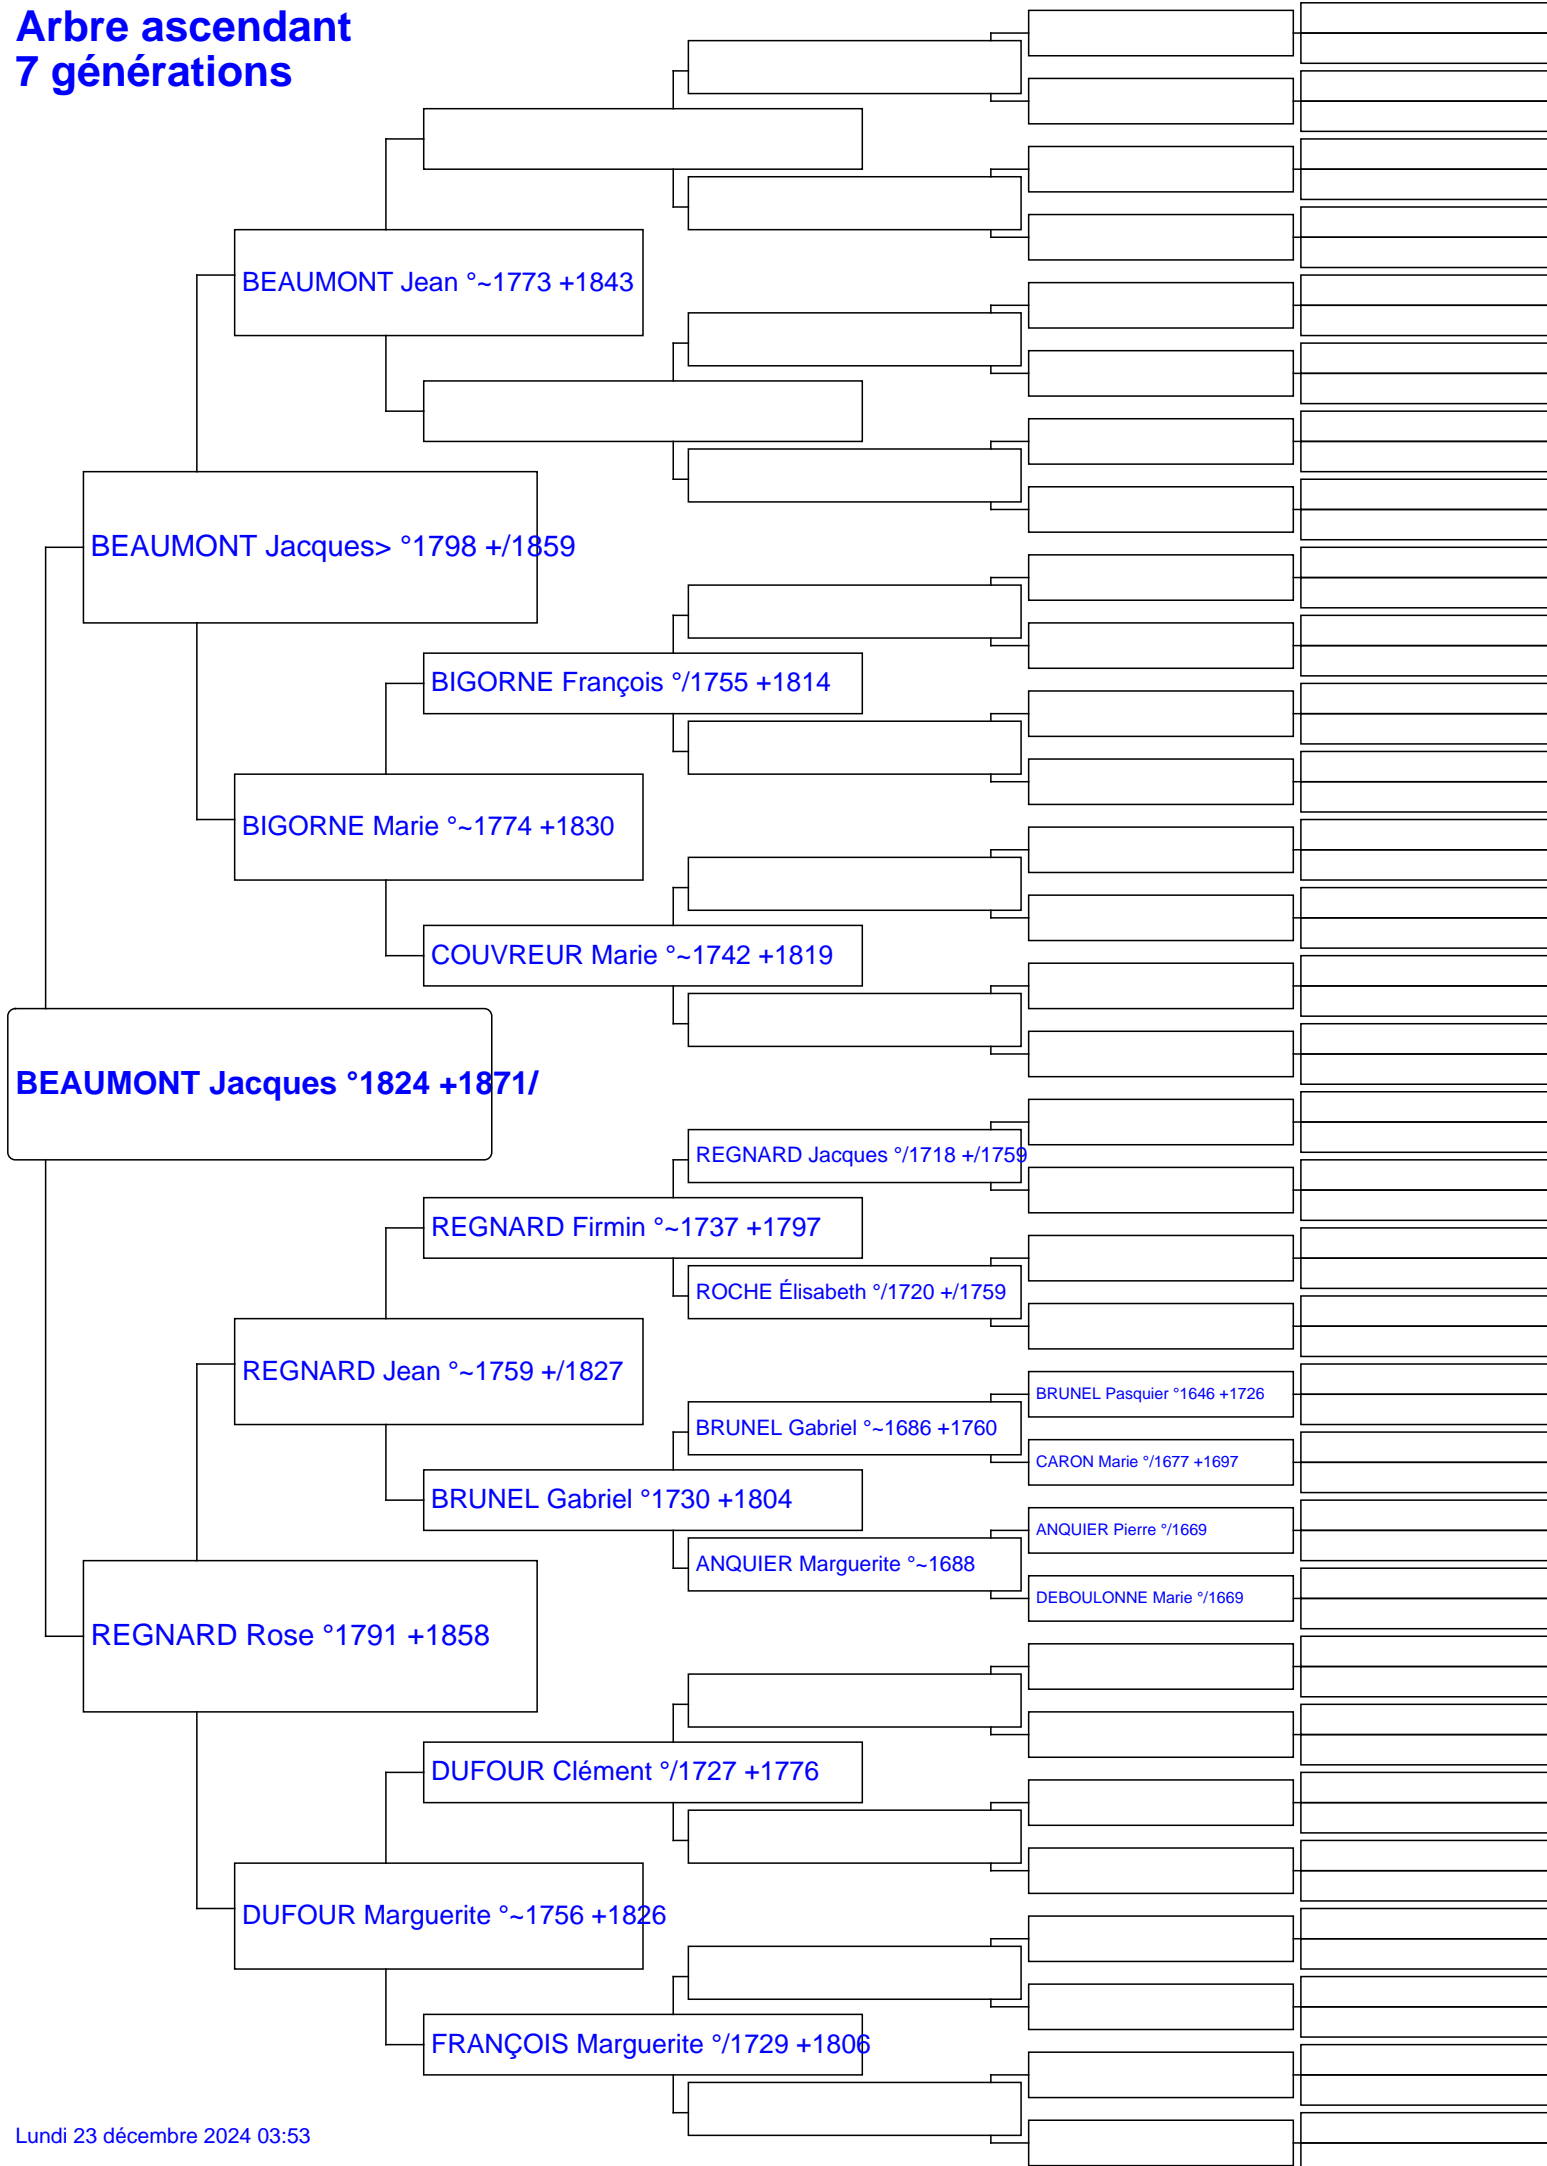 Arbre ascendant
7 générations
BEAUMONT Jean °~1773 +1843
BEAUMONT Jacques> °1798 +/1859
BIGORNE François °/1755 +1814
BIGORNE Marie °~1774 +1830
COUVREUR Marie °~1742 +1819
BEAUMONT Jacques °1824 +1871/
REGNARD Jacques °/1718 +/1759
REGNARD Firmin °~1737 +1797
ROCHE Élisabeth °/1720 +/1759
REGNARD Jean °~1759 +/1827
BRUNEL Pasquier °1646 +1726
BRUNEL Gabriel °~1686 +1760
CARON Marie °/1677 +1697
BRUNEL Gabriel °1730 +1804
ANQUIER Pierre °/1669
ANQUIER Marguerite °~1688
DEBOULONNE Marie °/1669
REGNARD Rose °1791 +1858
DUFOUR Clément °/1727 +1776
DUFOUR Marguerite °~1756 +1826
FRANÇOIS Marguerite °/1729 +1806
Lundi 23 décembre 2024 03:53